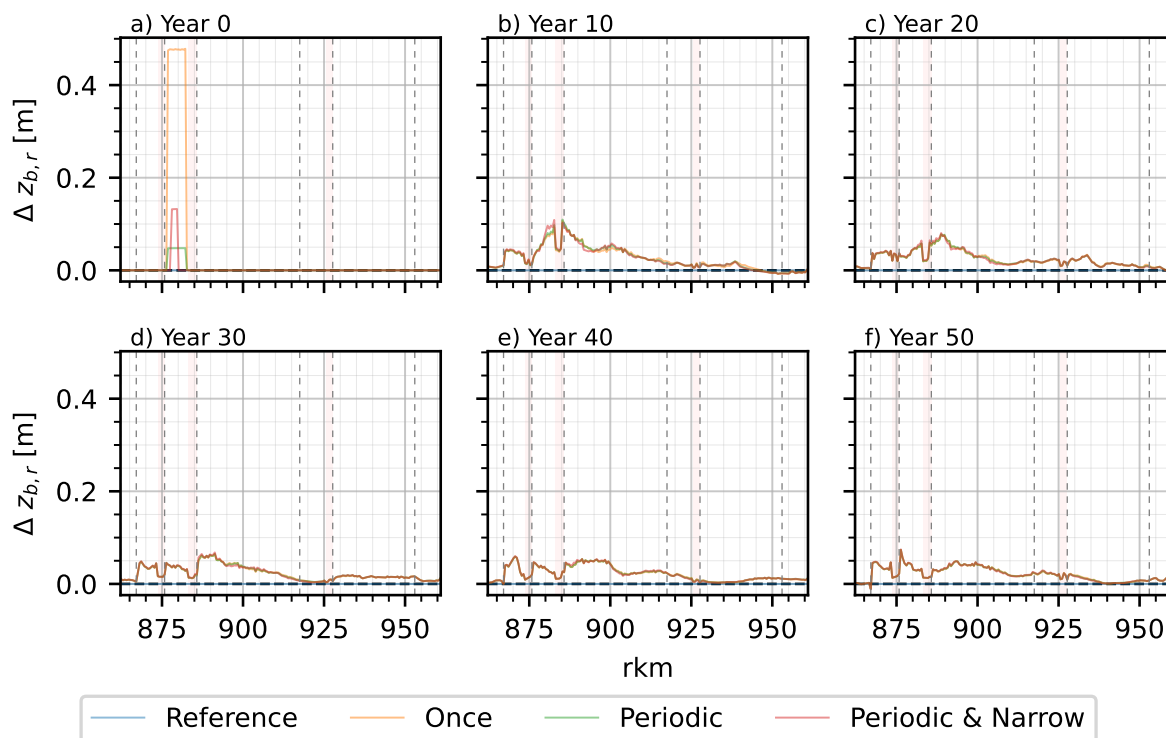 a) Year 0
b) Year 10
c) Year 20
0.4
0.2
0.0
Δ z_{b, r} [m]
d) Year 30
e) Year 40
f) Year 50
0.4
0.2
0.0
Δ z_{b, r} [m]
875 900 925 950
875 900 925 950
875 900 925 950
rkm
Reference Once Periodic Periodic & Narrow